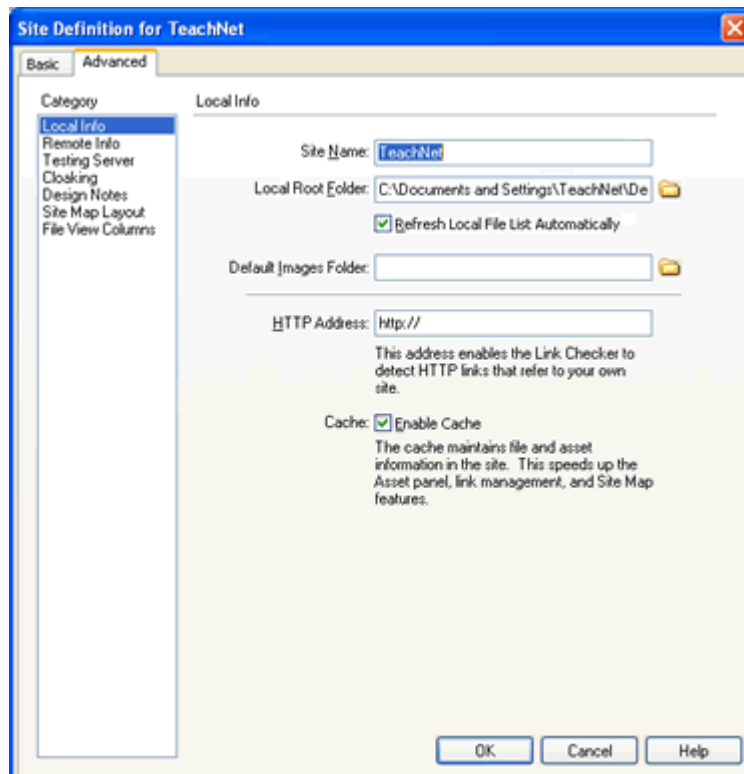 Site Definition for TeachNet
Basic Advanced
Category
Local Info
Remote Info
Testing Server
Cloaking
Design Notes
Site Map Layout
File View Columns
Local Info
Site Name: TeachNet
Local Root Folder: C:\Documents and Settings\TeachNet\De
Refresh Local File List Automatically
Default Images Folder:
HTTP Address: http://
This address enables the Link Checker to
detect HTTP links that refer to your own
site.
Cache: Enable Cache
The cache maintains file and asset
information in the site. This speeds up the
Asset panel, link management, and Site Map
features.
OK Cancel Help